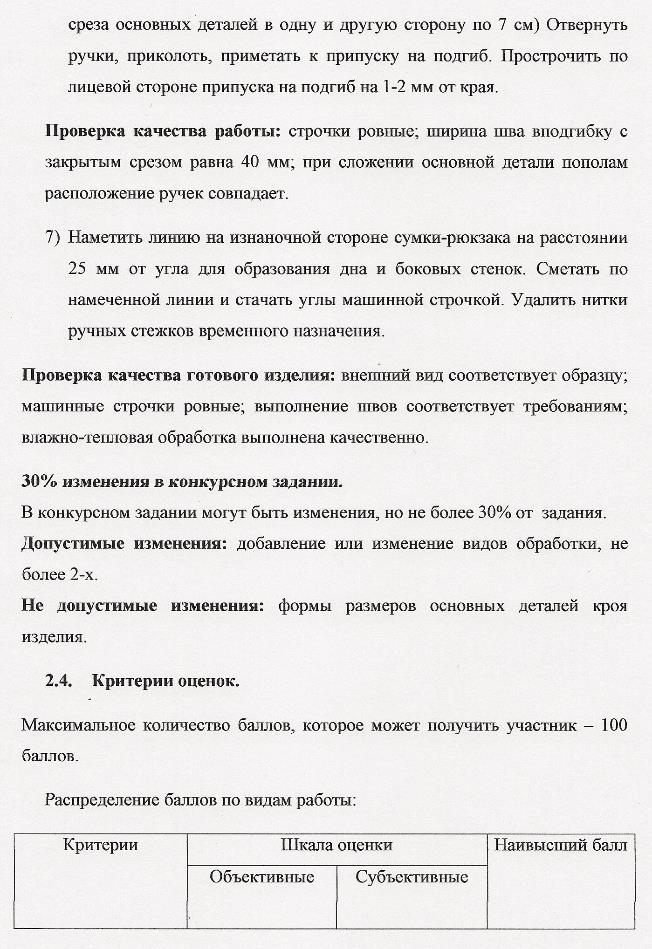 среза основных деталей в одну и другую сторону по 7 см) Отвернуть
ручки, приколоть, приметать к припуску на подгиб. Прострочить по
лицевой стороне припуска на подгиб на 1-2 мм от края.
Проверка качества работы: строчки ровные; ширина шва вподгибку с
закрытым срезом равна 40 мм; при сложении основной детали пополам
расположение ручек совпадает.
7) Наметить линию на изнаночной стороне сумки-рюкзака на расстоянии
25 мм от угла для образования дна и боковых стенок. Сметать по
намеченной линии и стачать углы машинной строчкой. Удалить нитки
ручных стежков временного назначения.
Проверка качества готового изделия: внешний вид соответствует образцу;
машинные строчки ровные; выполнение швов соответствует требованиям;
влажно-тепловая обработка выполнена качественно.
30% изменения в конкурсном задании.
В конкурсном задании могут быть изменения, но не более 30% от задания.
Допустимые изменения: добавление или изменение видов обработки, не
более 2-х.
Не допустимые изменения: формы размеров основных деталей кроя
изделия.
2.4. Критерии оценок.
Максимальное количество баллов, которое может получить участник – 100
баллов.
Распределение баллов по видам работы:
Критерии Шкала оценки Наивысший балл
Объективные Субъективные